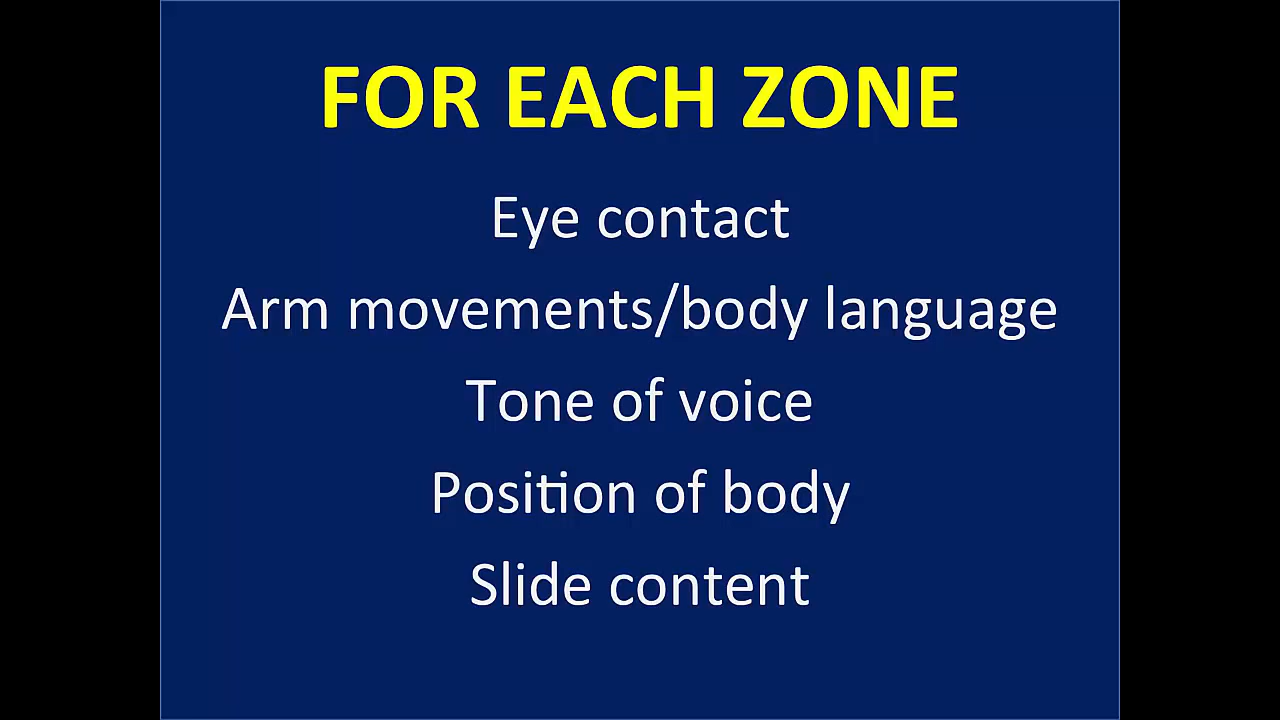 FOR EACH ZONE
Eye contact
Arm movements/body language
Tone of voice
Position of body
Slide content